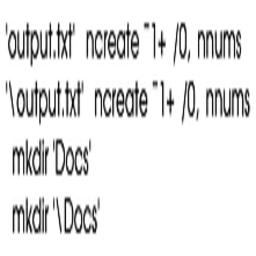 'output.txt' ncreate ¯1+ /0, nnums
'\output.txt' ncreate ¯1+ /0, nnums
mkdir 'Docs'
mkdir '\Docs'